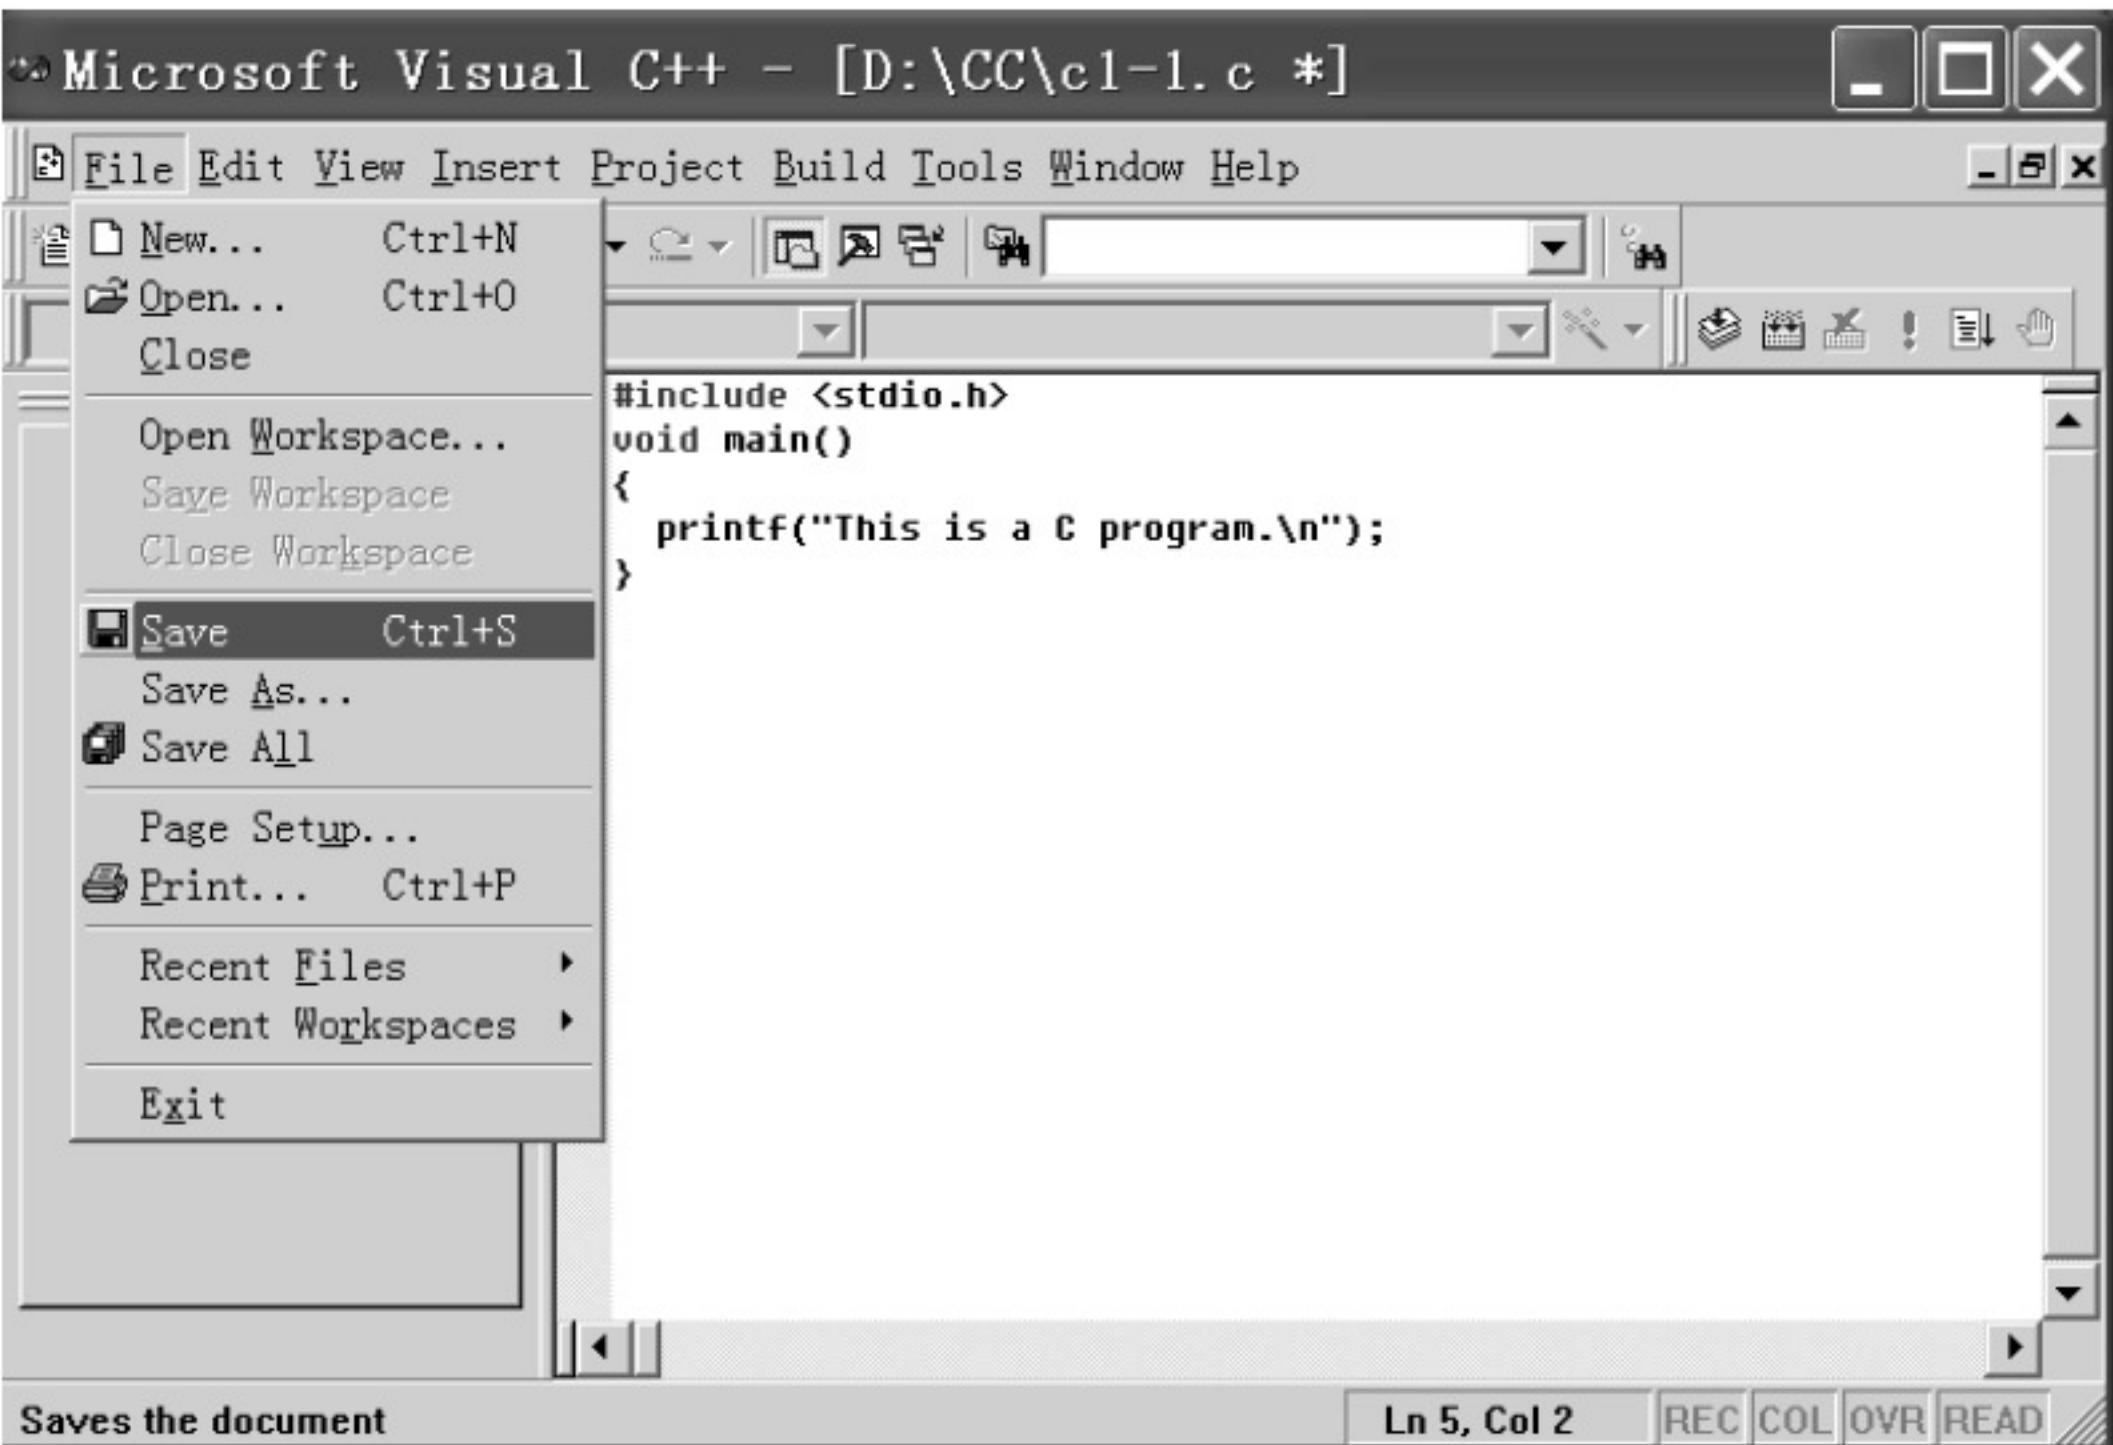 Microsoft Visual C++ - [D:\CC\c1-1.c *]
File Edit View Insert Project Build Tools Window Help
New... Ctrl+N
Open... Ctrl+O
Close
Open Workspace...
Save Workspace
Close Workspace
Save Ctrl+S
Save As...
Save All
Page Setup...
Print... Ctrl+P
Recent Files
Recent Workspaces
Exit
#include <stdio.h>
void main()
{
  printf("This is a C program.\n");
}
Saves the document
Ln 5, Col 2
REC COL OVR READ